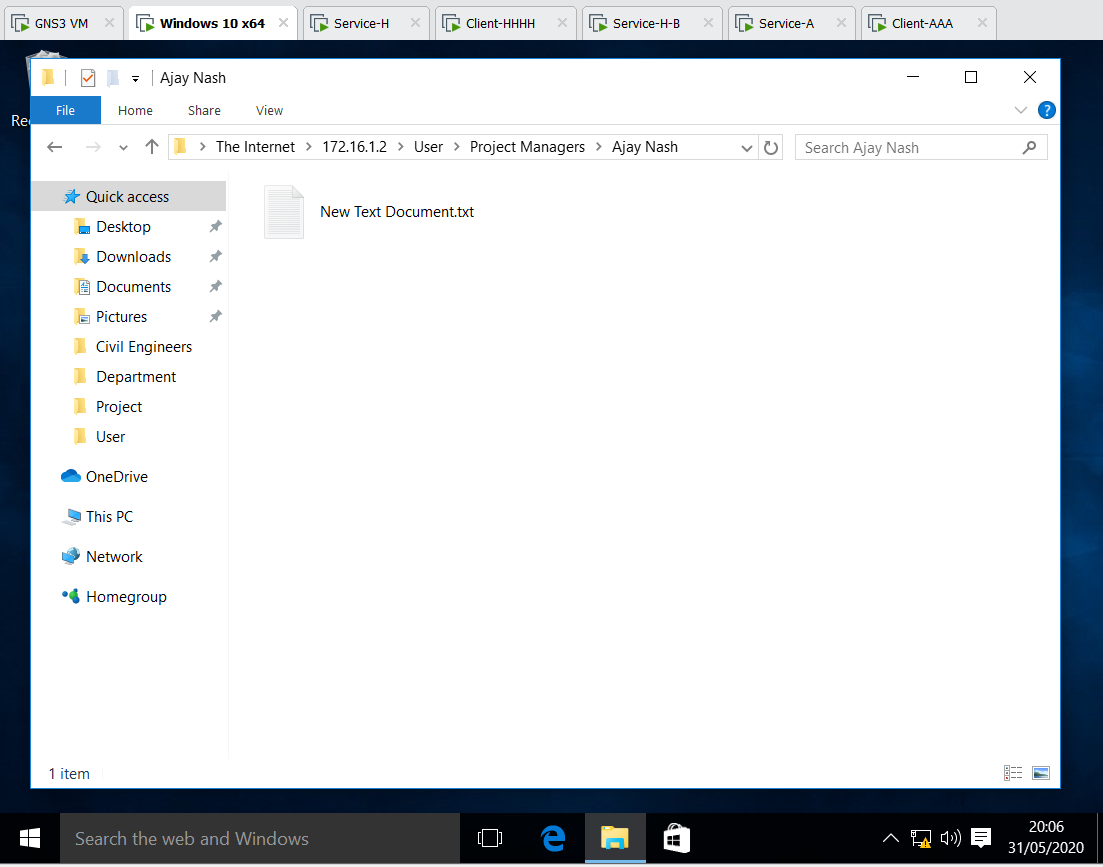 GNS3 VM
Windows 10 x64
Service-H
Client-HHHH
Service-H-B
Service-A
Client-AAA
Ajay Nash
File
Home
Share
View
The Internet > 172.16.1.2 > User > Project Managers > Ajay Nash
Search Ajay Nash
Quick access
New Text Document.txt
Desktop
Downloads
Documents
Pictures
Civil Engineers
Department
Project
User
OneDrive
This PC
Network
Homegroup
1 item
Search the web and Windows
20:06
31/05/2020